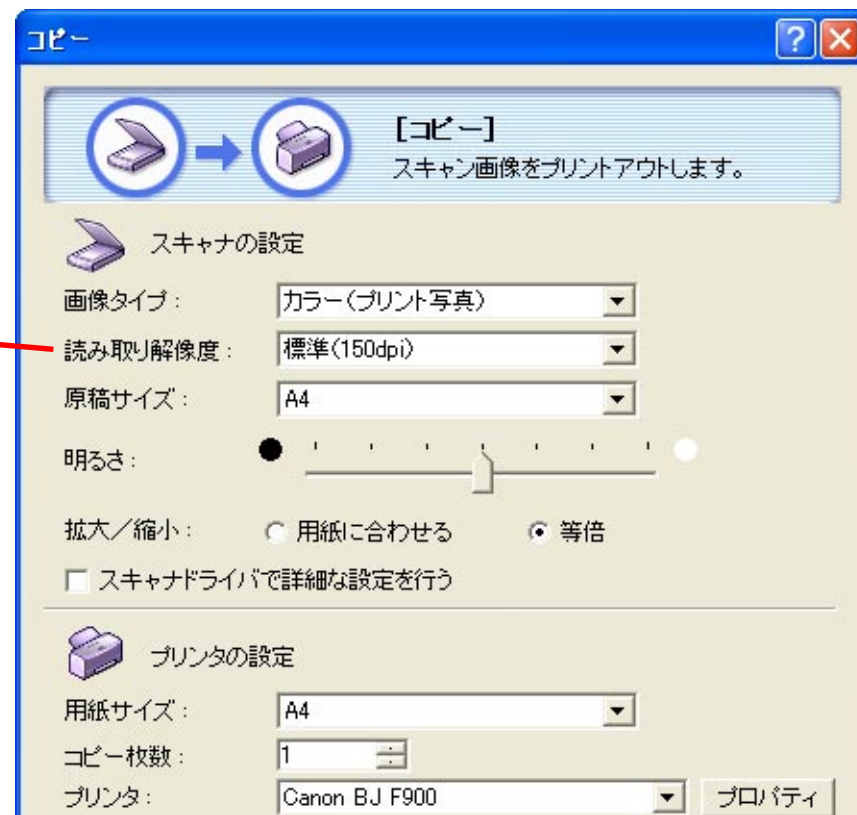 コピー
[コピー]
スキャン画像をプリントアウトします。
スキャナの設定
画像タイプ： カラー(プリント写真)
読み取り解像度： 標準(150dpi)
原稿サイズ： A4
明るさ：
拡大／縮小： 用紙に合わせる 等倍
スキャナドライバで詳細な設定を行う
プリンタの設定
用紙サイズ： A4
コピー枚数： 1
プリンタ： Canon BJ F900 プロパティ